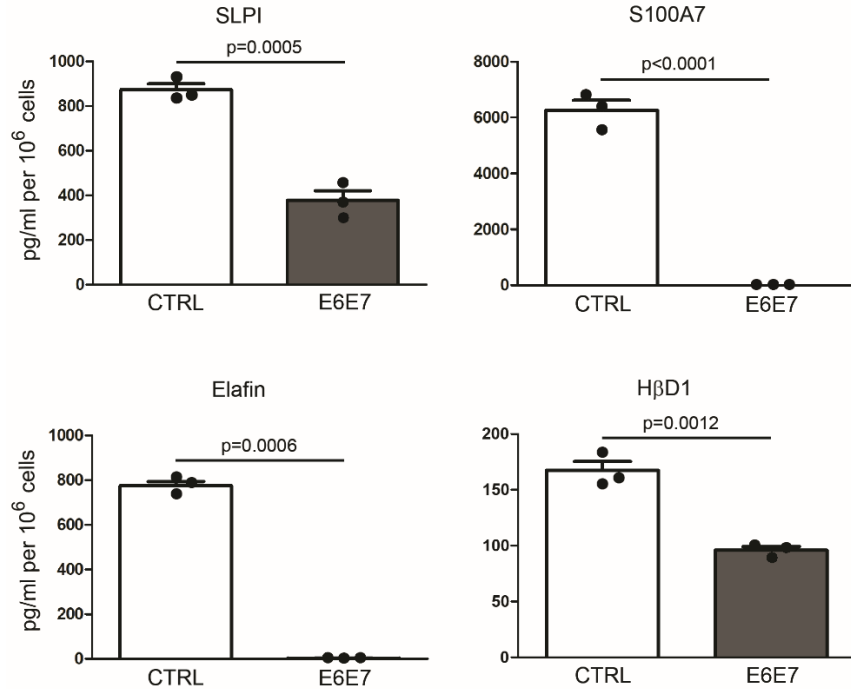 SLPI
p=0.0005
1000
800
600
400
200
0
pg/ml per 10⁶ cells
CTRL
E6E7
S100A7
p<0.0001
8000
6000
4000
2000
0
CTRL
E6E7
Elafin
p=0.0006
1000
800
600
400
200
0
pg/ml per 10⁶ cells
CTRL
E6E7
HβD1
p=0.0012
200
150
100
50
0
CTRL
E6E7